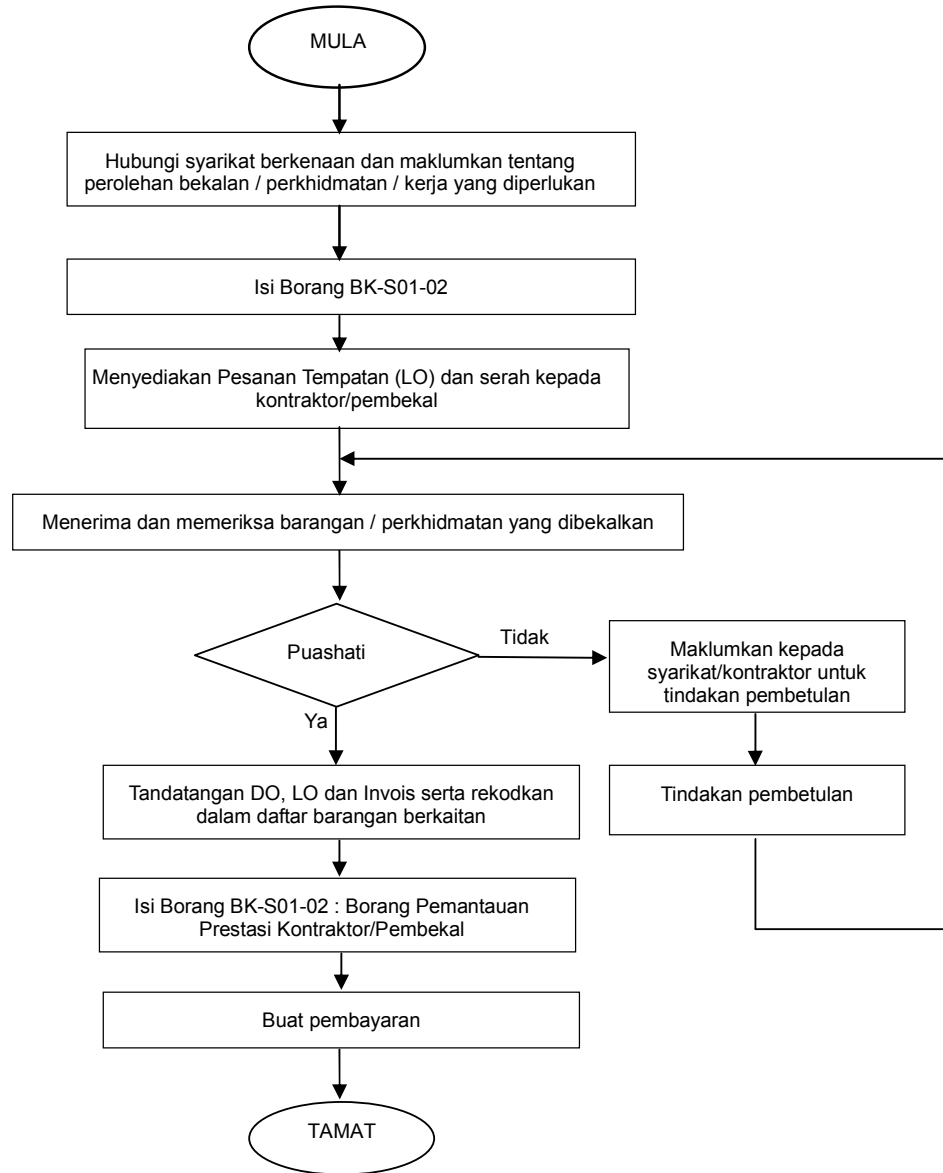 MULA
Hubungi syarikat berkenaan dan maklumkan tentang
perolehan bekalan / perkhidmatan / kerja yang diperlukan
Isi Borang BK-S01-02
Menyediakan Pesanan Tempatan (LO) dan serah kepada
kontraktor/pembekal
Menerima dan memeriksa barangan / perkhidmatan yang dibekalkan
Puashati
Tidak
Maklumkan kepada
syarikat/kontraktor untuk
tindakan pembetulan
Ya
Tindakan pembetulan
Tandatangan DO, LO dan Invois serta rekodkan
dalam daftar barangan berkaitan
Isi Borang BK-S01-02 : Borang Pemantauan
Prestasi Kontraktor/Pembekal
Buat pembayaran
TAMAT